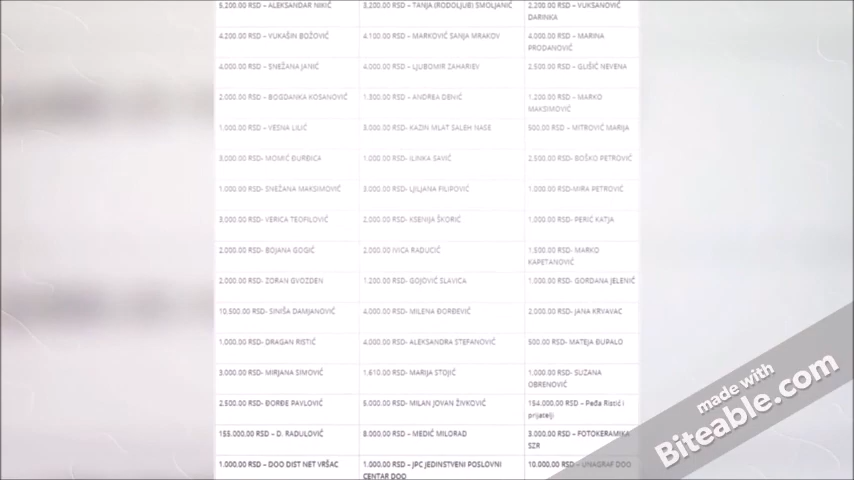 5,200.00 RSD – ALEKSANDAR NIKIĆ
3,200.00 RSD – TANJA (RODOLJUB) SMOLJANIĆ
2,200.00 RSD – VUKSANOVIĆ
DARINKA
4.200.00 RSD – VUKAŠIN BOŽOVIĆ
4.100.00 RSD – MARKOVIĆ SANJA MRAKOV
4.000.00 RSD – MARINA
PRODANOVIĆ
4,000.00 RSD – SNEŽANA JANIĆ
4,000.00 RSD – LJUBOMIR ZAHARIEV
2,500.00 RSD – GLIŠIĆ NEVENA
2,000.00 RSD – BOGDANKA KOSANOVIĆ
1,500.00 RSD – ANDREA DENIĆ
1,200.00 RSD – MARKO
MAKSIMOVIĆ
1,000.00 RSD – VESNA LILIĆ
3,000.00 RSD- KAZIN MLAT SALEH NASE
500.00 RSD – MITROVIĆ MARIJA
3,000.00 RSD- MOMIĆ ĐURĐICA
1,000.00 RSD- ILINKA SAVIĆ
2,500.00 RSD- BOŠKO PETROVIĆ
1,000.00 RSD- SNEŽANA MAKSIMOVIĆ
3,000.00 RSD- LJILJANA FILIPOVIĆ
1,000.00 RSD-MIRA PETROVIĆ
3,000.00 RSD- VERICA TEOFILOVIĆ
2,000.00 RSD- KSENIJA ŠKORIĆ
1,000.00 RSD- PERIĆ KATJA
2,000.00 RSD- BOJANA GOGIĆ
2,000.00 IVICA RADUCIĆ
1,500.00 RSD- MARKO
KAPETANOVIĆ
2,000.00 RSD- ZORAN GVOZDEN
1,200.00 RSD- GOJOVIĆ SLAVICA
1,000.00 RSD- GORDANA JELENIĆ
10,500.00 RSD- SINIŠA DAMJANOVIĆ
4,000.00 RSD- MILENA ĐORĐEVIĆ
2,000.00 RSD- JANA KRVAVAC
1,000.00 RSD- DRAGAN RISTIĆ
4,000.00 RSD- ALEKSANDRA STEFANOVIĆ
500.00 RSD- MATEJA ĐURALO
3,000.00 RSD- MIRJANA SIMOVIĆ
1,610.00 RSD- MARIJA STOJIĆ
1,000.00 RSD- SUZANA
OBRENOVIĆ
2.500.00 RSD- ĐORĐE PAVLOVIĆ
5,000.00 RSD- MILAN JOVAN ŽIVKOVIĆ
154.000,00 RSD – Peđa Ristić i
prijatelji
155.000,00 RSD – D. RADULOVIĆ
8.000.00 RSD – MEDIĆ MILORAD
3.000,00 RSD – FOTOKERAMIKA
SZR
1.000.00 RSD – DOO DIST NET VRŠAC
1.000.00 RSD – JPC JEDINSTVENI POSLOVNI
CENTAR DOO
10.000,00 RSD – UNAGRAF DOO
made with
Biteable.com